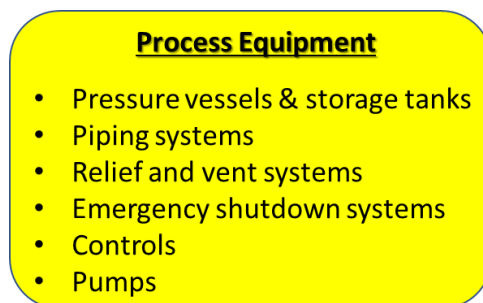 Process Equipment
• Pressure vessels & storage tanks
• Piping systems
• Relief and vent systems
• Emergency shutdown systems
• Controls
• Pumps